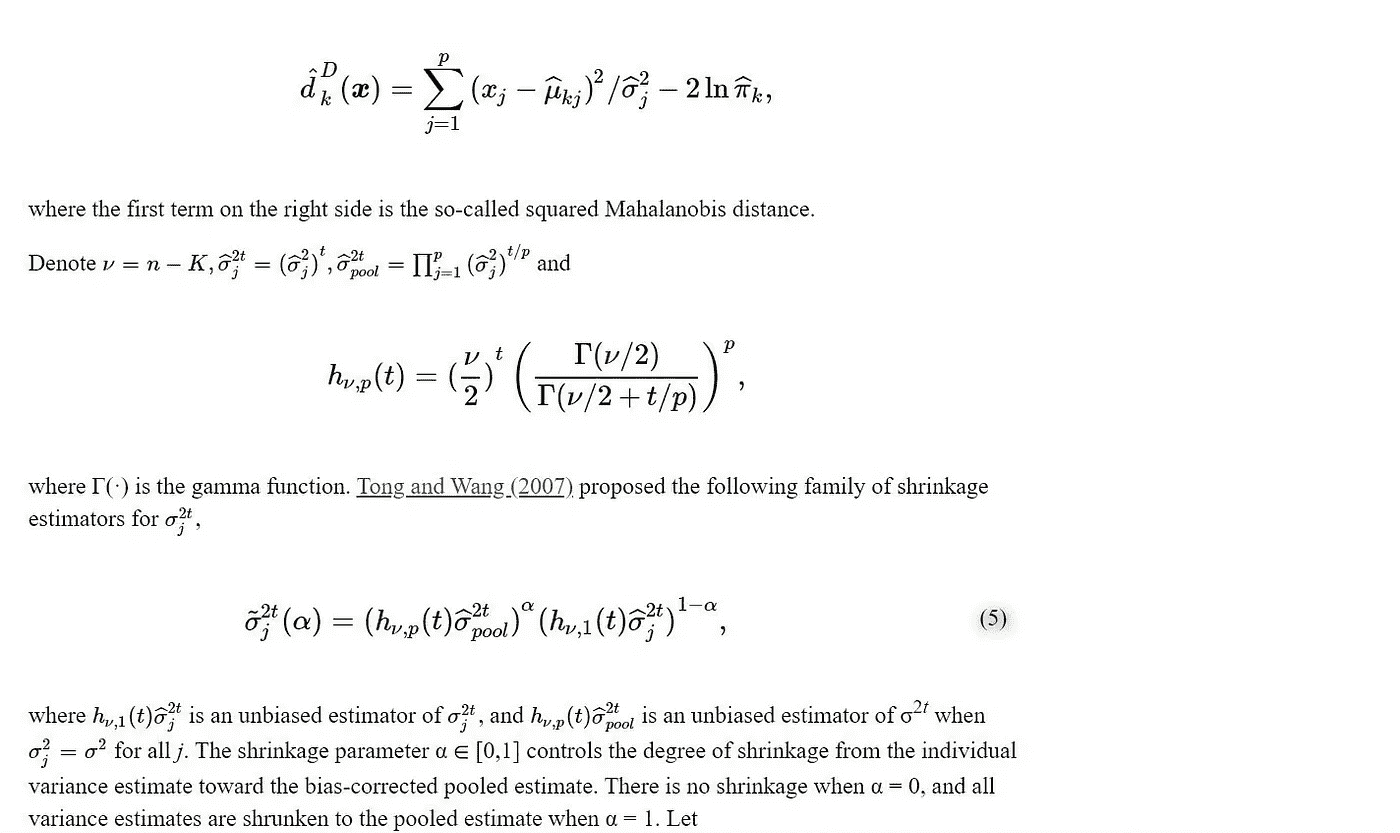 $\hat{d}_k^D(\boldsymbol{x}) = \sum_{j=1}^{p} (x_j - \widehat{\mu}_{kj})^2 / \widehat{\sigma}_j^2 - 2 \ln \widehat{\pi}_k,$
where the first term on the right side is the so-called squared Mahalanobis distance.
Denote $\nu = n - K, \widehat{\sigma}_j^{2t} = (\widehat{\sigma}_j^2)^t, \widehat{\sigma}_{pool}^{2t} = \prod_{j=1}^{p} (\widehat{\sigma}_j^2)^{t/p}$ and
$h_{\nu,p}(t) = (\frac{\nu}{2})^t \left( \frac{\Gamma(\nu/2)}{\Gamma(\nu/2 + t/p)} \right)^p,$
where Γ(·) is the gamma function. Tong and Wang (2007) proposed the following family of shrinkage
estimators for $\sigma_j^{2t}$,
$\tilde{\sigma}_j^{2t}(\alpha) = (h_{\nu,p}(t) \widehat{\sigma}_{pool}^{2t})^{\alpha} (h_{\nu,1}(t) \widehat{\sigma}_j^{2t})^{1-\alpha},$ (5)
where $h_{\nu,1}(t) \widehat{\sigma}_j^{2t}$ is an unbiased estimator of $\sigma_j^{2t}$, and $h_{\nu,p}(t) \widehat{\sigma}_{pool}^{2t}$ is an unbiased estimator of $\sigma^{2t}$ when
$\sigma_j^2 = \sigma^2$ for all j. The shrinkage parameter α ∈ [0,1] controls the degree of shrinkage from the individual
variance estimate toward the bias-corrected pooled estimate. There is no shrinkage when α = 0, and all
variance estimates are shrunken to the pooled estimate when α = 1. Let